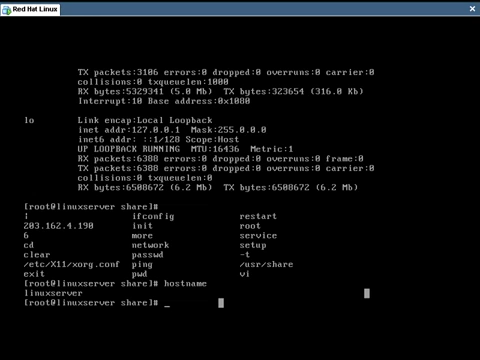 Red Hat Linux
TX packets:3106 errors:0 dropped:0 overruns:0 carrier:0
collisions:0 txqueuelen:1000
RX bytes:5329341 (5.0 Mb)  TX bytes:323654 (316.0 Kb)
Interrupt:10 Base address:0x1080
lo Link encap:Local Loopback
inet addr:127.0.0.1  Mask:255.0.0.0
inet6 addr: ::1/128 Scope:Host
UP LOOPBACK RUNNING  MTU:16436  Metric:1
RX packets:6388 errors:0 dropped:0 overruns:0 frame:0
TX packets:6388 errors:0 dropped:0 overruns:0 carrier:0
collisions:0 txqueuelen:0
RX bytes:6508672 (6.2 Mb)  TX bytes:6508672 (6.2 Mb)
[root@linuxserver share]#
! ifconfig restart
203.162.4.190 init root
6 more service
cd network setup
clear passwd -t
/etc/X11/xorg.conf ping /usr/share
exit pwd vi
[root@linuxserver share]# hostname
linuxserver
[root@linuxserver share]# _